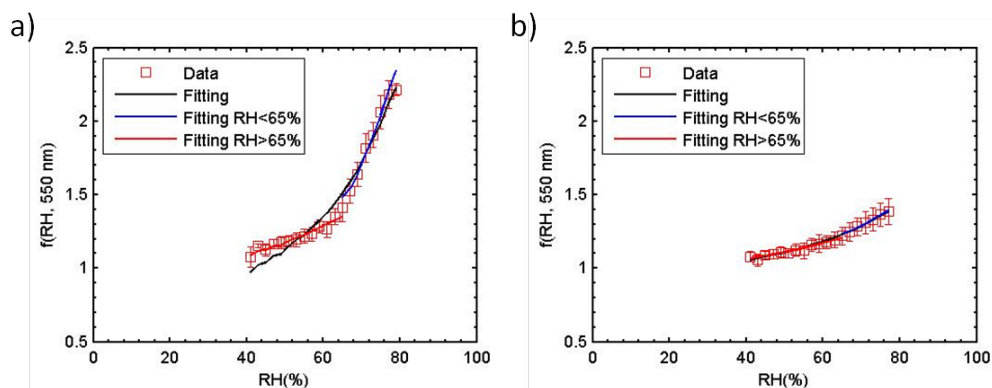 a)
2.5
2
1.5
1
0.5
f(RH, 550 nm)
Data
Fitting
Fitting RH<65%
Fitting RH>65%
0 20 40 60 80 100
RH(%)
b)
2.5
2
1.5
1
0.5
f(RH, 550 nm)
Data
Fitting
Fitting RH<65%
Fitting RH>65%
0 20 40 60 80 100
RH(%)